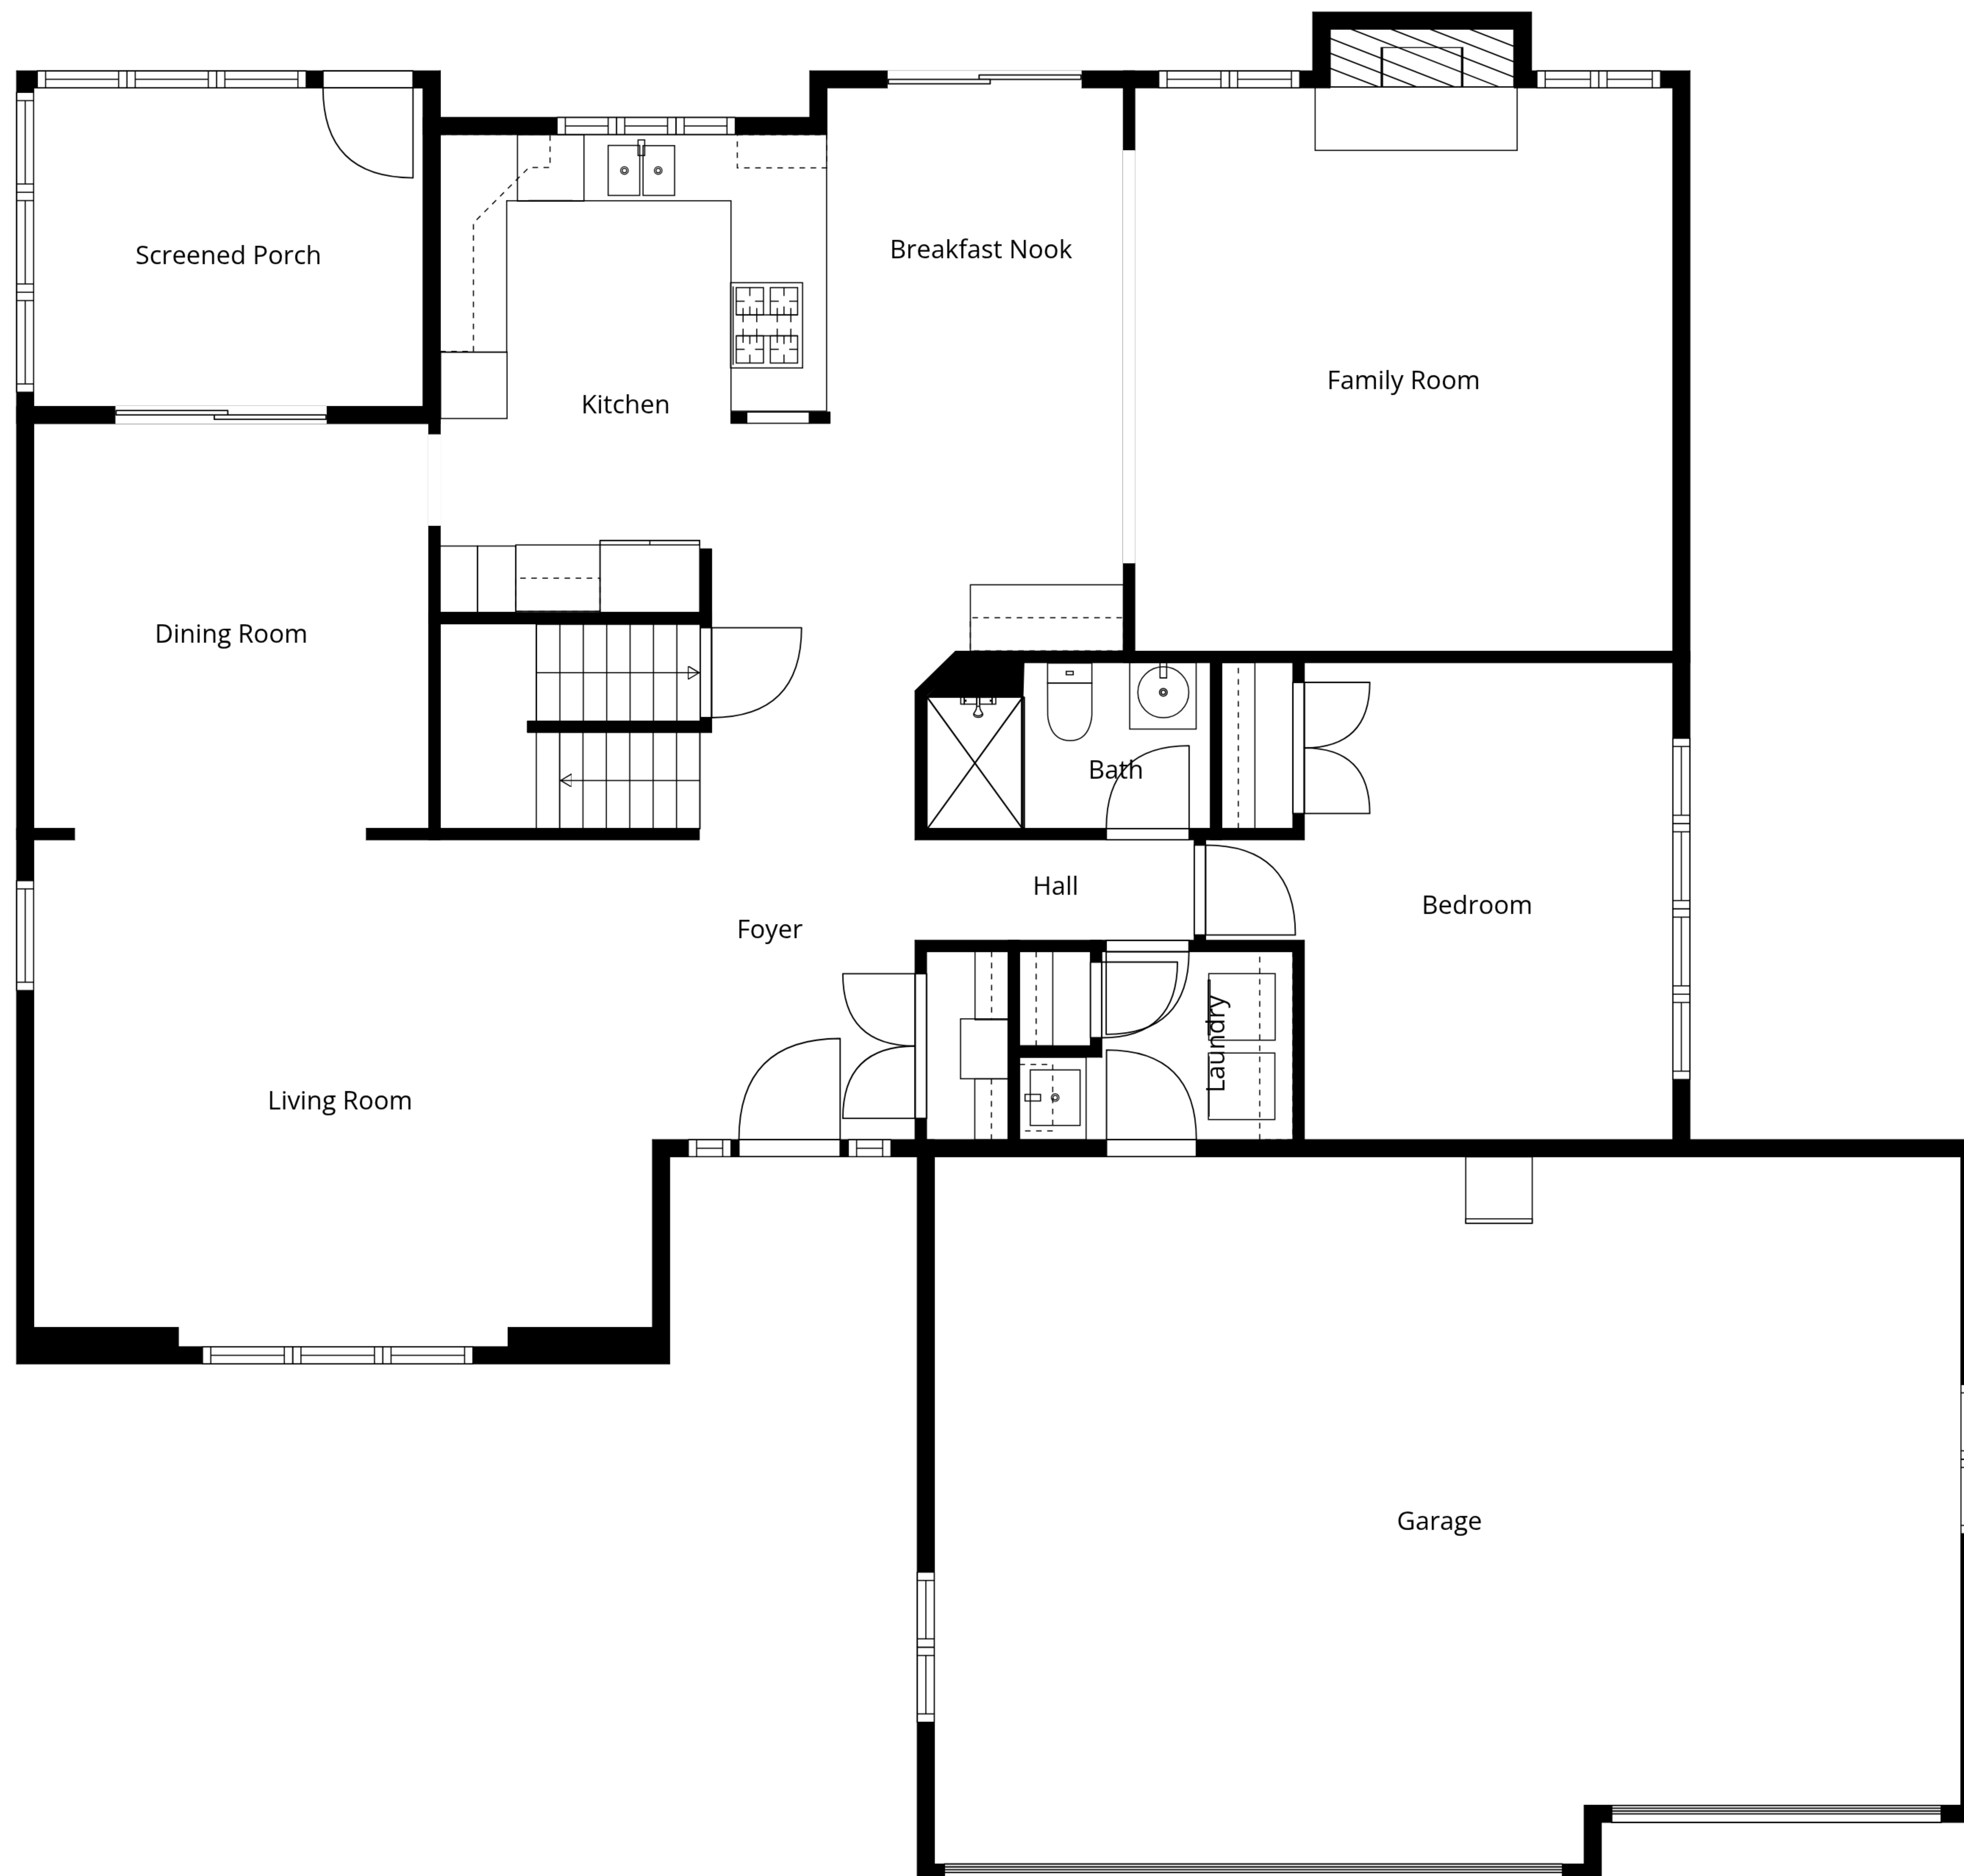 Screened Porch
Breakfast Nook
Family Room
Kitchen
Dining Room
Bath
Hall
Bedroom
Foyer
Laundry
Living Room
Garage